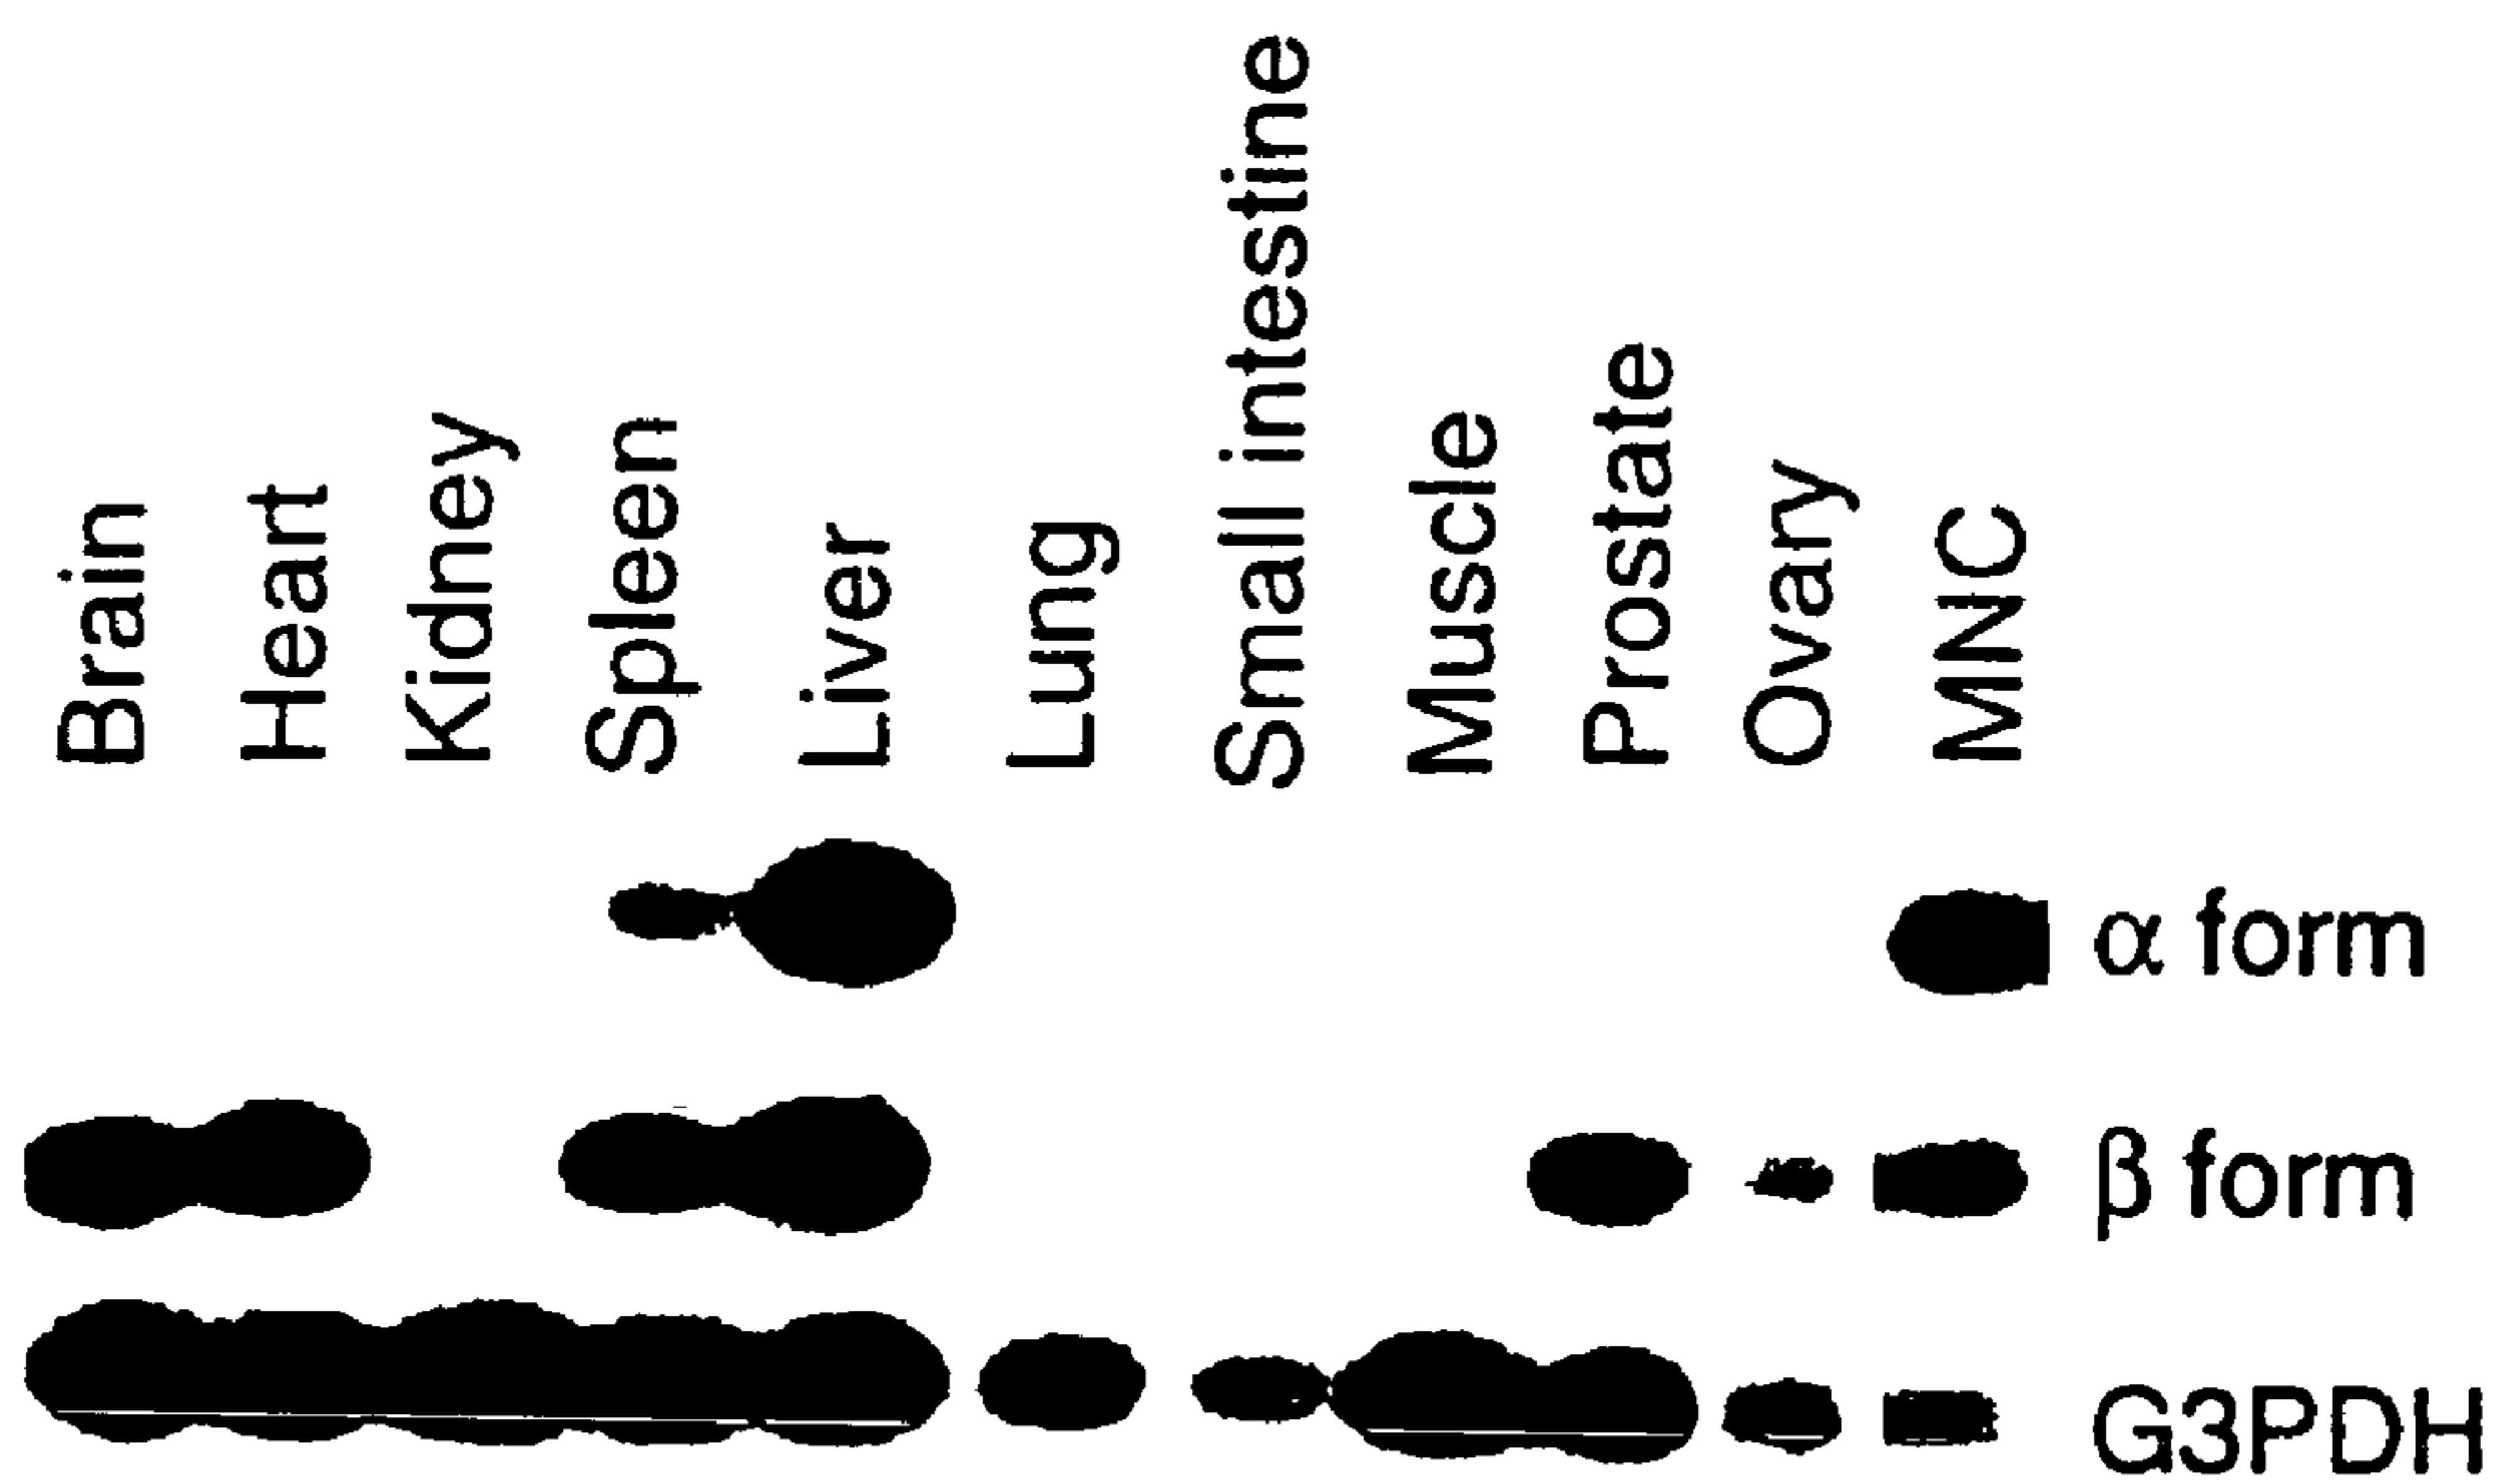 Brain
Heart
Kidney
Spleen
Liver
Lung
Small intestine
Muscle
Prostate
Ovary
MNC
α form
β form
G3PDH